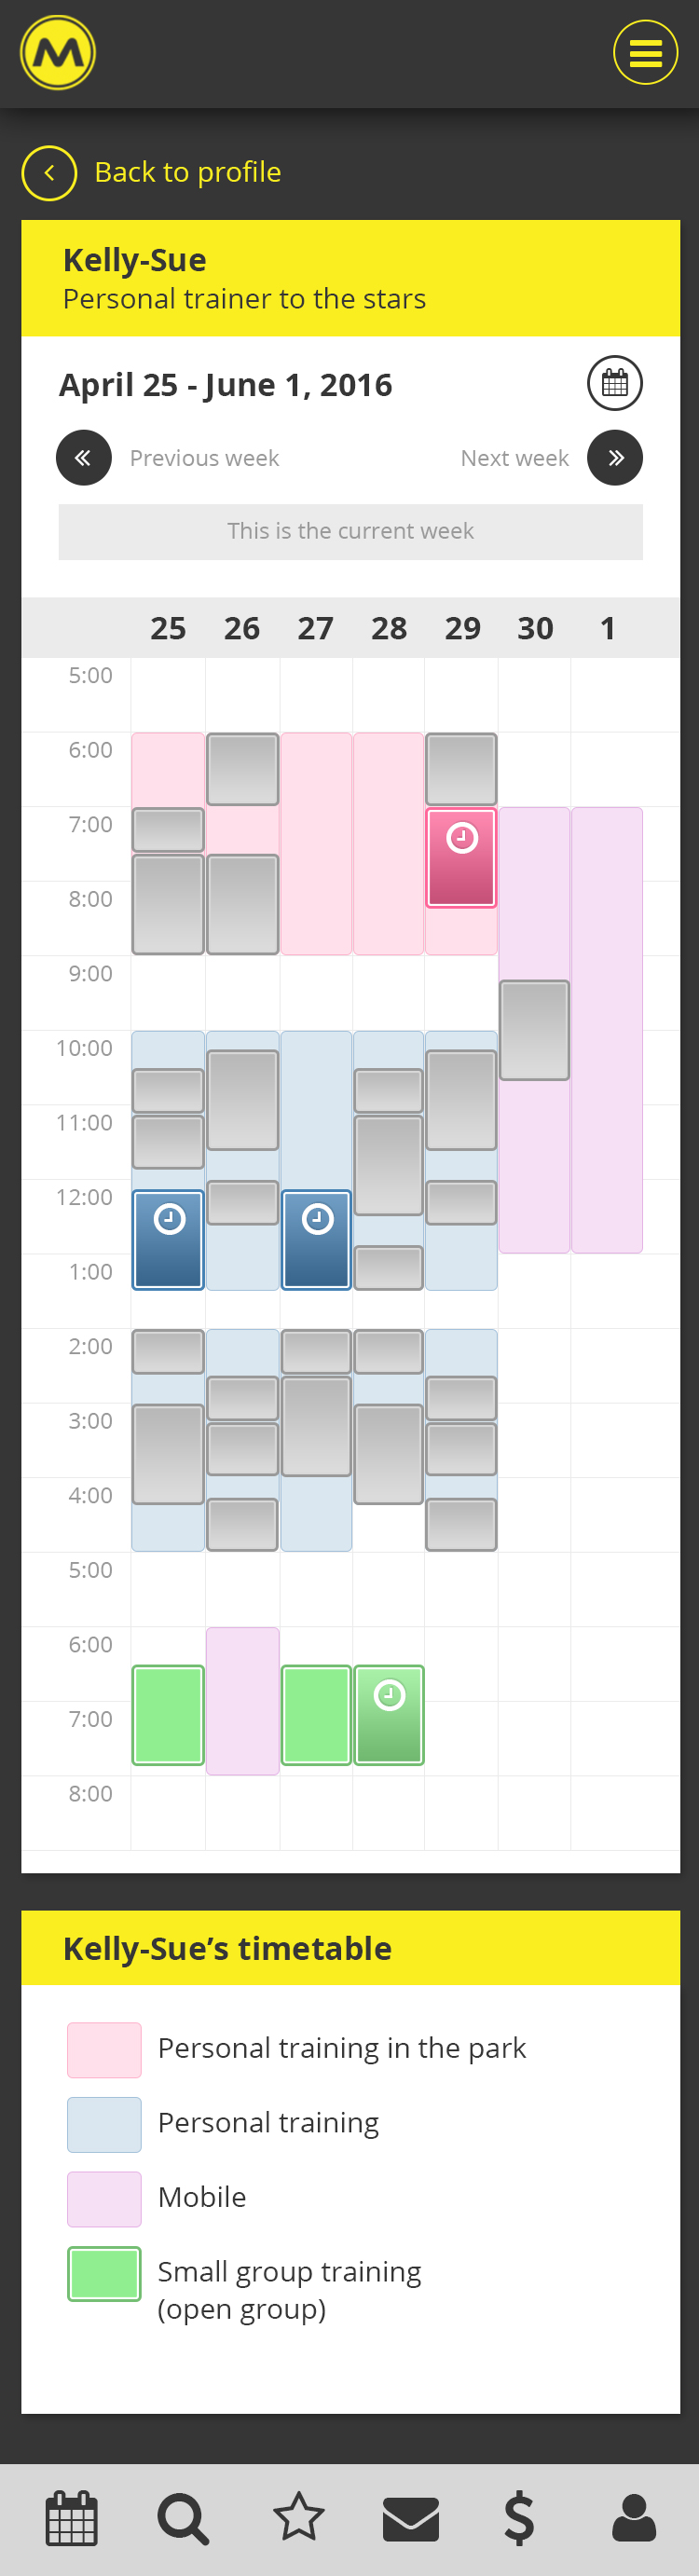 M
Back to profile
Kelly-Sue
Personal trainer to the stars
April 25 - June 1, 2016
Previous week Next week
This is the current week
25 26 27 28 29 30 1
5:00
6:00
7:00
8:00
9:00
10:00
11:00
12:00
1:00
2:00
3:00
4:00
5:00
6:00
7:00
8:00
Kelly-Sue’s timetable
Personal training in the park
Personal training
Mobile
Small group training
(open group)
$